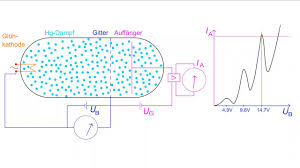 Glüh-
kathode
Hg-Dampf
Gitter
Auffänger
I_A
U_B
U_G
I_A
4.9V 9.8V 14.7V
U_B